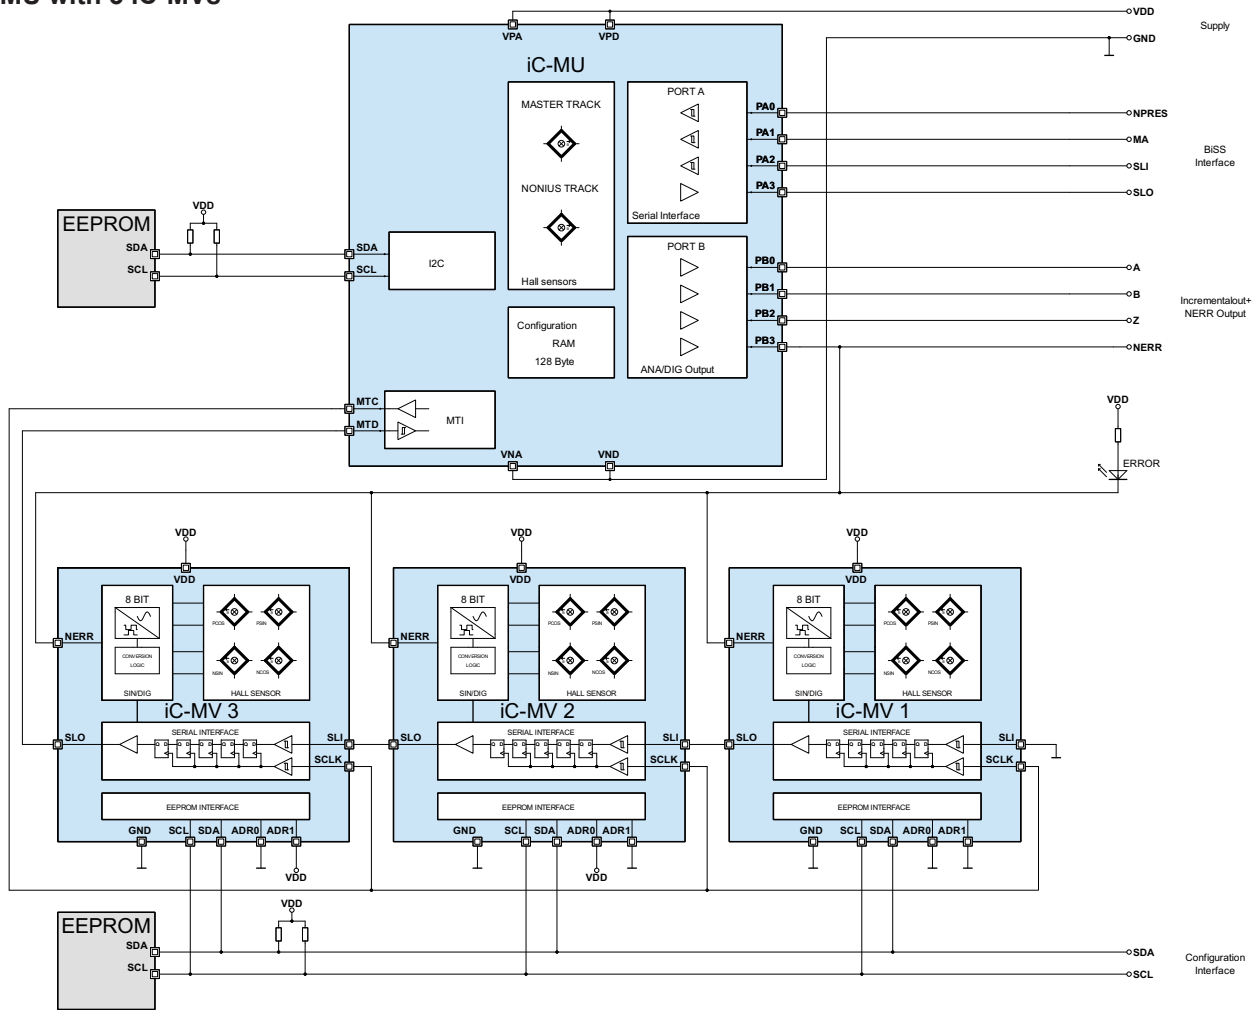 VDD
Supply
GND
VPA VPD
iC-MU
MASTER TRACK
NONIUS TRACK
Hall sensors
PORT A
Serial Interface
PA0
PA1
PA2
PA3
NPRES
MA
SLI
SLO
BiSS
Interface
PORT B
ANA/DIG Output
PB0
PB1
PB2
PB3
A
B
Z
NERR
Incrementalout+
NERR Output
EEPROM
SDA
SCL
VDD
SDA
SCL
I2C
Configuration
RAM
128 Byte
MTC
MTD
MTI
VNA VND
VDD
ERROR
VDD
VDD
NERR
8 BIT
CONVERSION
LOGIC
SIN/DIG
PCOS PSIN
NSIN NCOS
HALL SENSOR
iC-MV 3
SERIAL INTERFACE
SLO
SLI
SCLK
EEPROM INTERFACE
GND SCL SDA ADR0 ADR1
VDD
VDD
VDD
NERR
8 BIT
CONVERSION
LOGIC
SIN/DIG
PCOS PSIN
NSIN NCOS
HALL SENSOR
iC-MV 2
SERIAL INTERFACE
SLO
SLI
SCLK
EEPROM INTERFACE
GND SCL SDA ADR0 ADR1
VDD
VDD
VDD
NERR
8 BIT
CONVERSION
LOGIC
SIN/DIG
PCOS PSIN
NSIN NCOS
HALL SENSOR
iC-MV 1
SERIAL INTERFACE
SLO
SLI
SCLK
EEPROM INTERFACE
GND SCL SDA ADR0 ADR1
EEPROM
SDA
SCL
VDD
SDA
SCL
Configuration
Interface